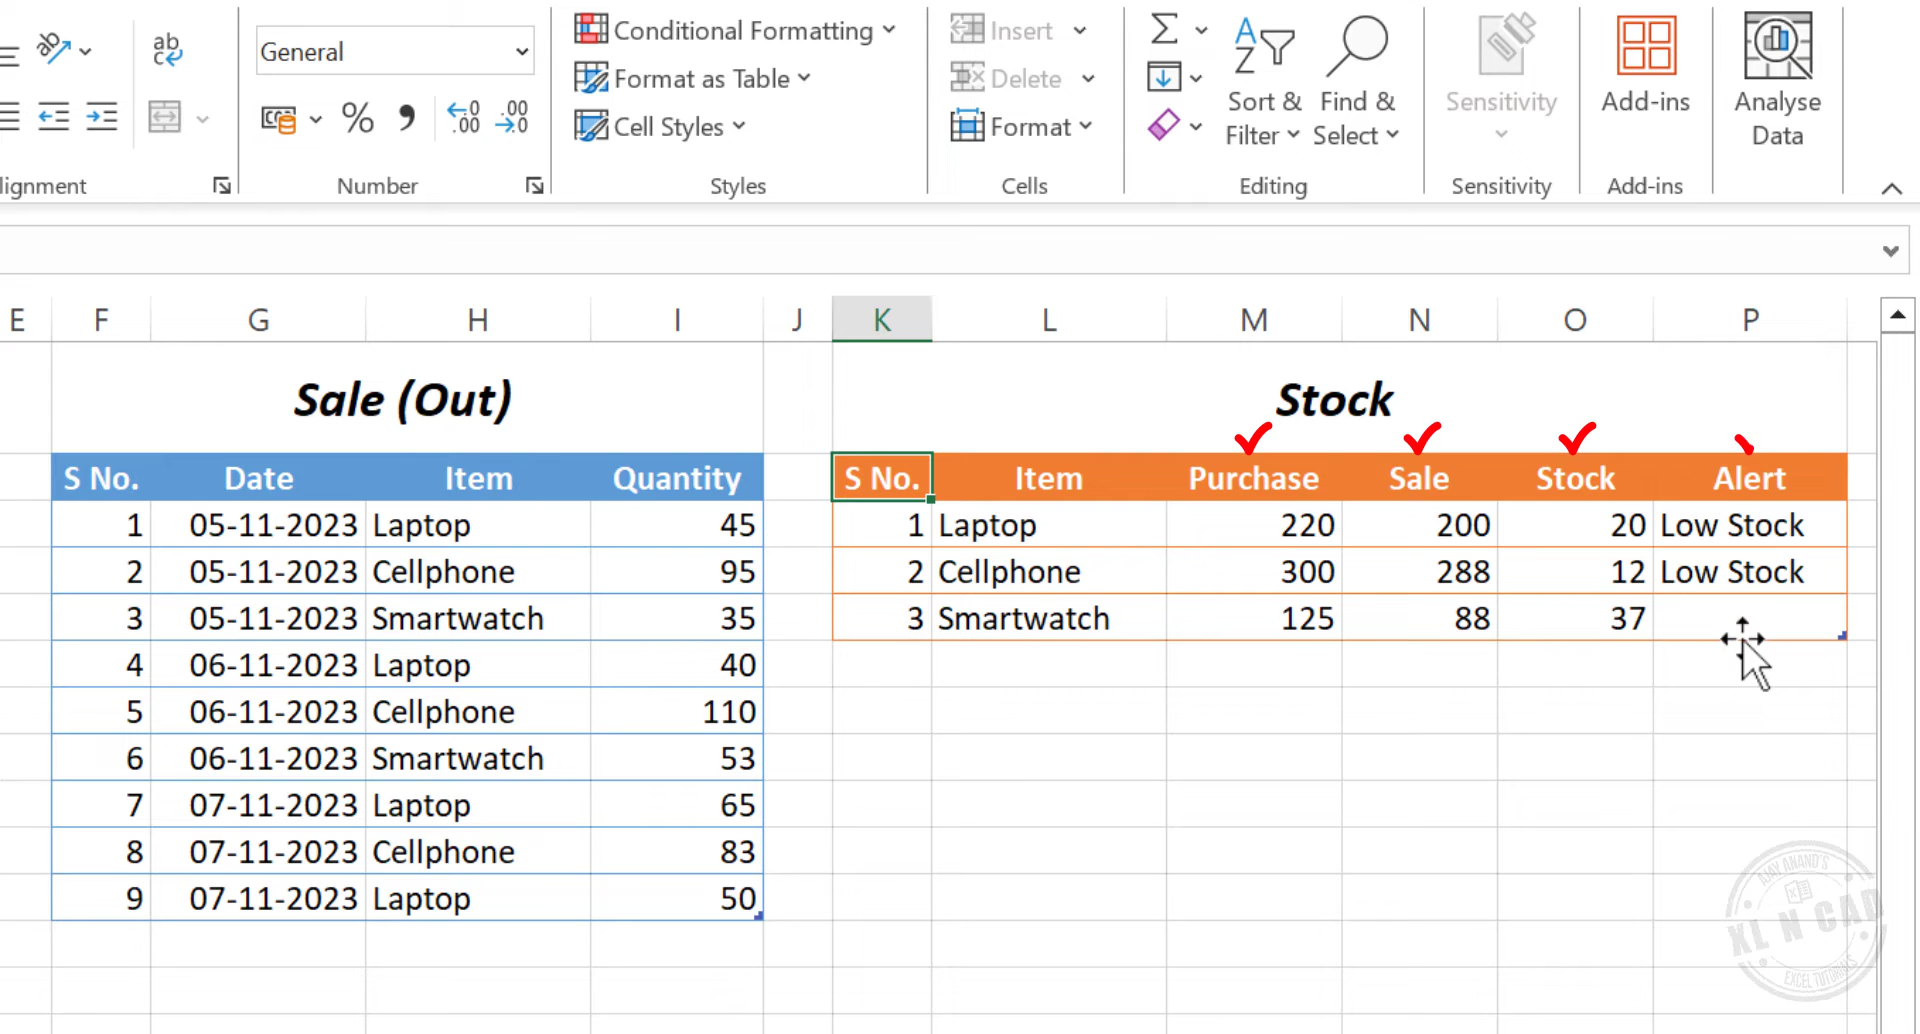 General
%
Conditional Formatting
Format as Table
Cell Styles
Insert
Delete
Format
Sort &
Filter
Find &
Select
Sensitivity
Add-ins
Analyse
Data
lignment
Number
Styles
Cells
Editing
Sensitivity
Add-ins
E F G H I J K L M N O P
Sale (Out)
S No. Date Item Quantity
1 05-11-2023 Laptop 45
2 05-11-2023 Cellphone 95
3 05-11-2023 Smartwatch 35
4 06-11-2023 Laptop 40
5 06-11-2023 Cellphone 110
6 06-11-2023 Smartwatch 53
7 07-11-2023 Laptop 65
8 07-11-2023 Cellphone 83
9 07-11-2023 Laptop 50
Stock
S No. Item Purchase Sale Stock Alert
1 Laptop 220 200 20 Low Stock
2 Cellphone 300 288 12 Low Stock
3 Smartwatch 125 88 37
AJAY ANAND'S
XL N CAD
EXCEL TUTORIALS